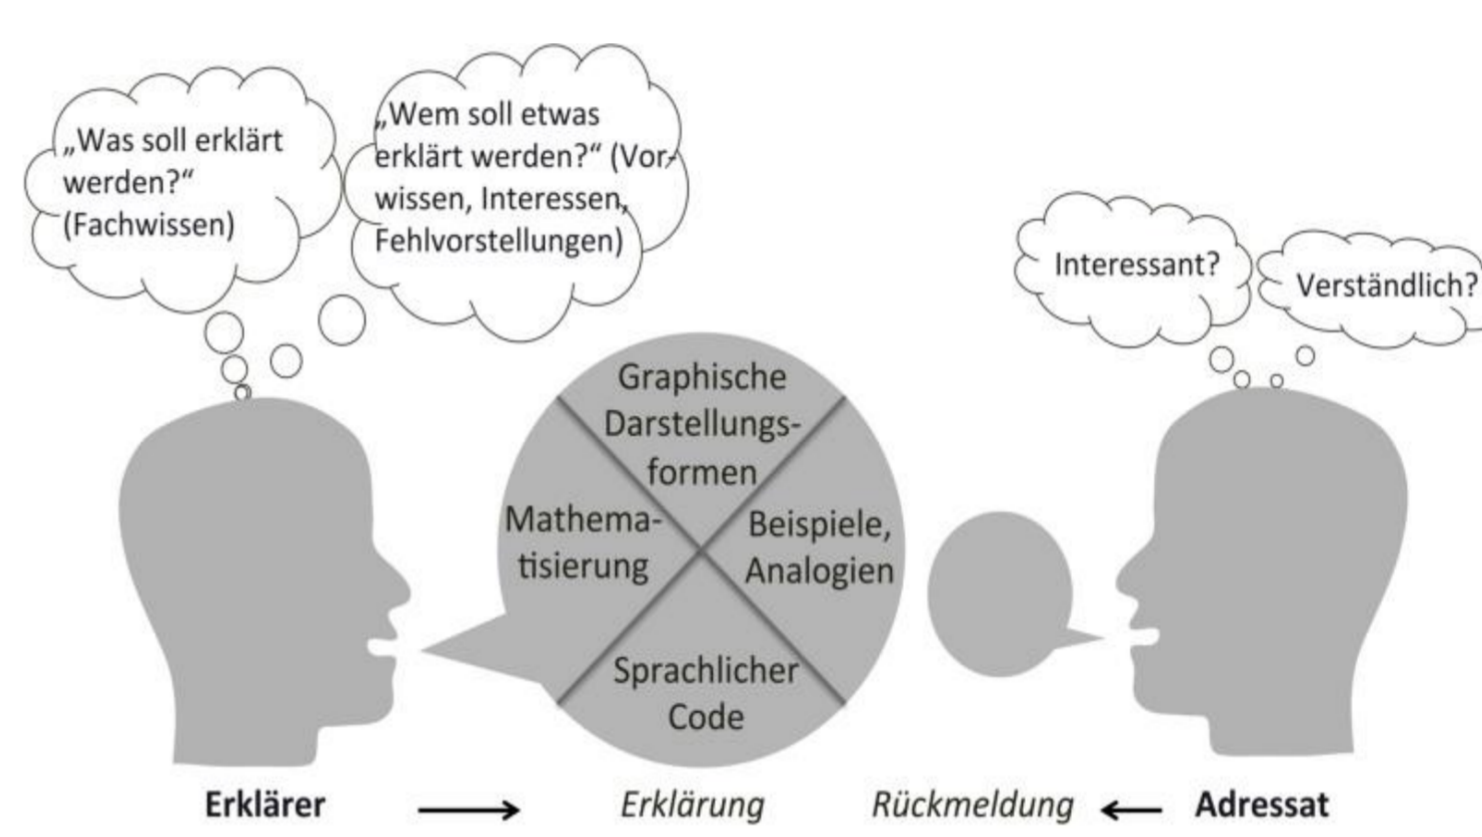 „Was soll erklärt
werden?“
(Fachwissen)
„Wem soll etwas
erklärt werden?“ (Vor-
wissen, Interessen,
Fehlvorstellungen)
Interessant?
Verständlich?
Graphische
Darstellungs-
formen
Mathema-
tisierung
Beispiele,
Analogien
Sprachlicher
Code
Erklärer
Erklärung
Rückmeldung
Adressat